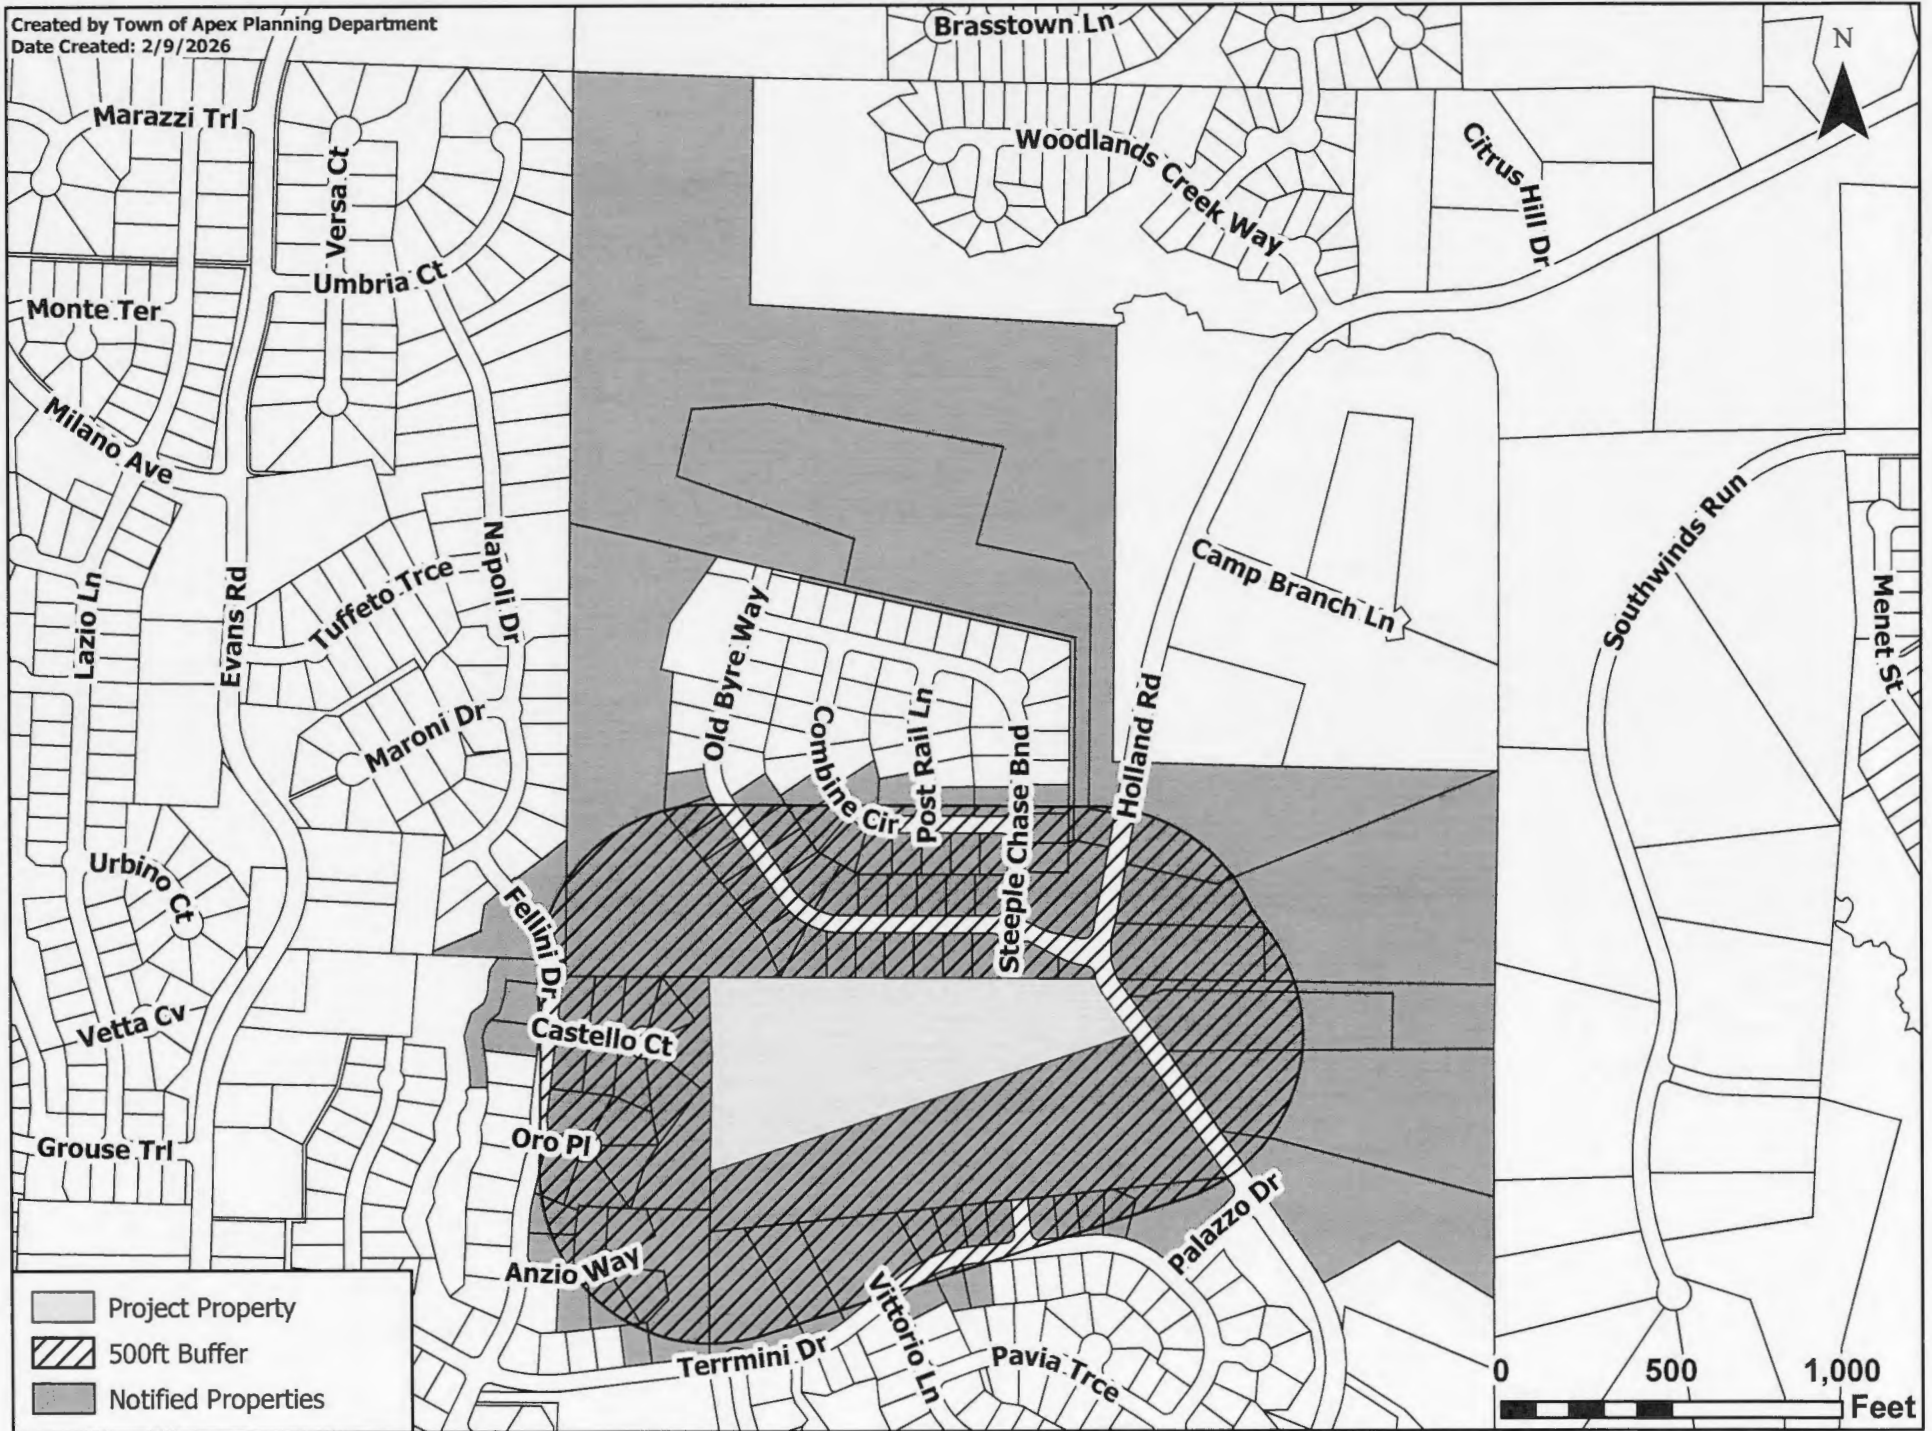 Created by Town of Apex Planning Department
Date Created: 2/9/2026
Brasstown Ln
N
Marazzi Trl
Versa Ct
Woodlands Creek Way
Citrus Hill Dr
Umbria Ct
Monte Ter
Milano Ave
Napoli Dr
Camp Branch Ln
Southwinds Run
Menet St
Lazio Ln
Evans Rd
Tuffeto Trce
Old Byre Way
Combine Cir
Post Rail Ln
Steeple Chase Bnd
Holland Rd
Maroni Dr
Urbino Ct
Fellini Dr
Vetta Cv
Castello Ct
Grouse Trl
Oro Pl
Palazzo Dr
Anzio Way
Vittorio Ln
Terrmini Dr
Pavia Trce
Project Property
500ft Buffer
Notified Properties
0 500 1,000
Feet